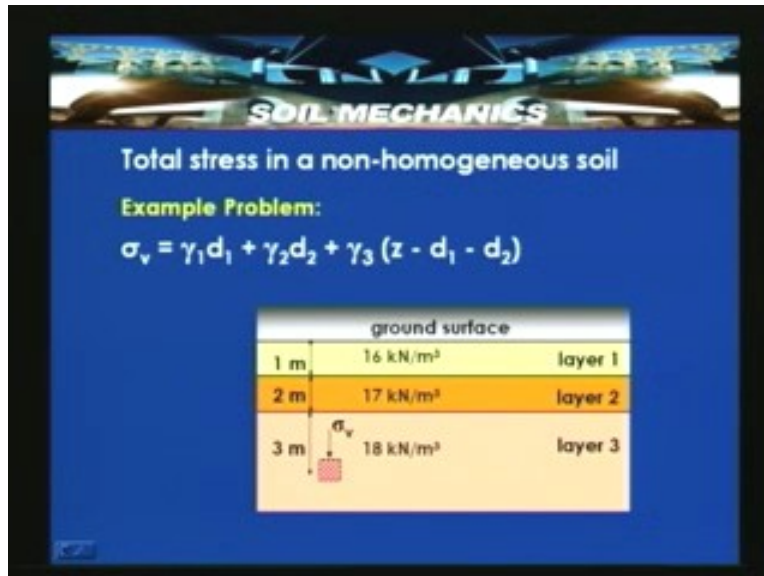 SOIL MECHANICS
Total stress in a non-homogeneous soil
Example Problem:
σᵥ = γ₁d₁ + γ₂d₂ + γ₃ (z - d₁ - d₂)
ground surface
1 m 16 kN/m³ layer 1
2 m 17 kN/m³ layer 2
σᵥ
3 m 18 kN/m³ layer 3